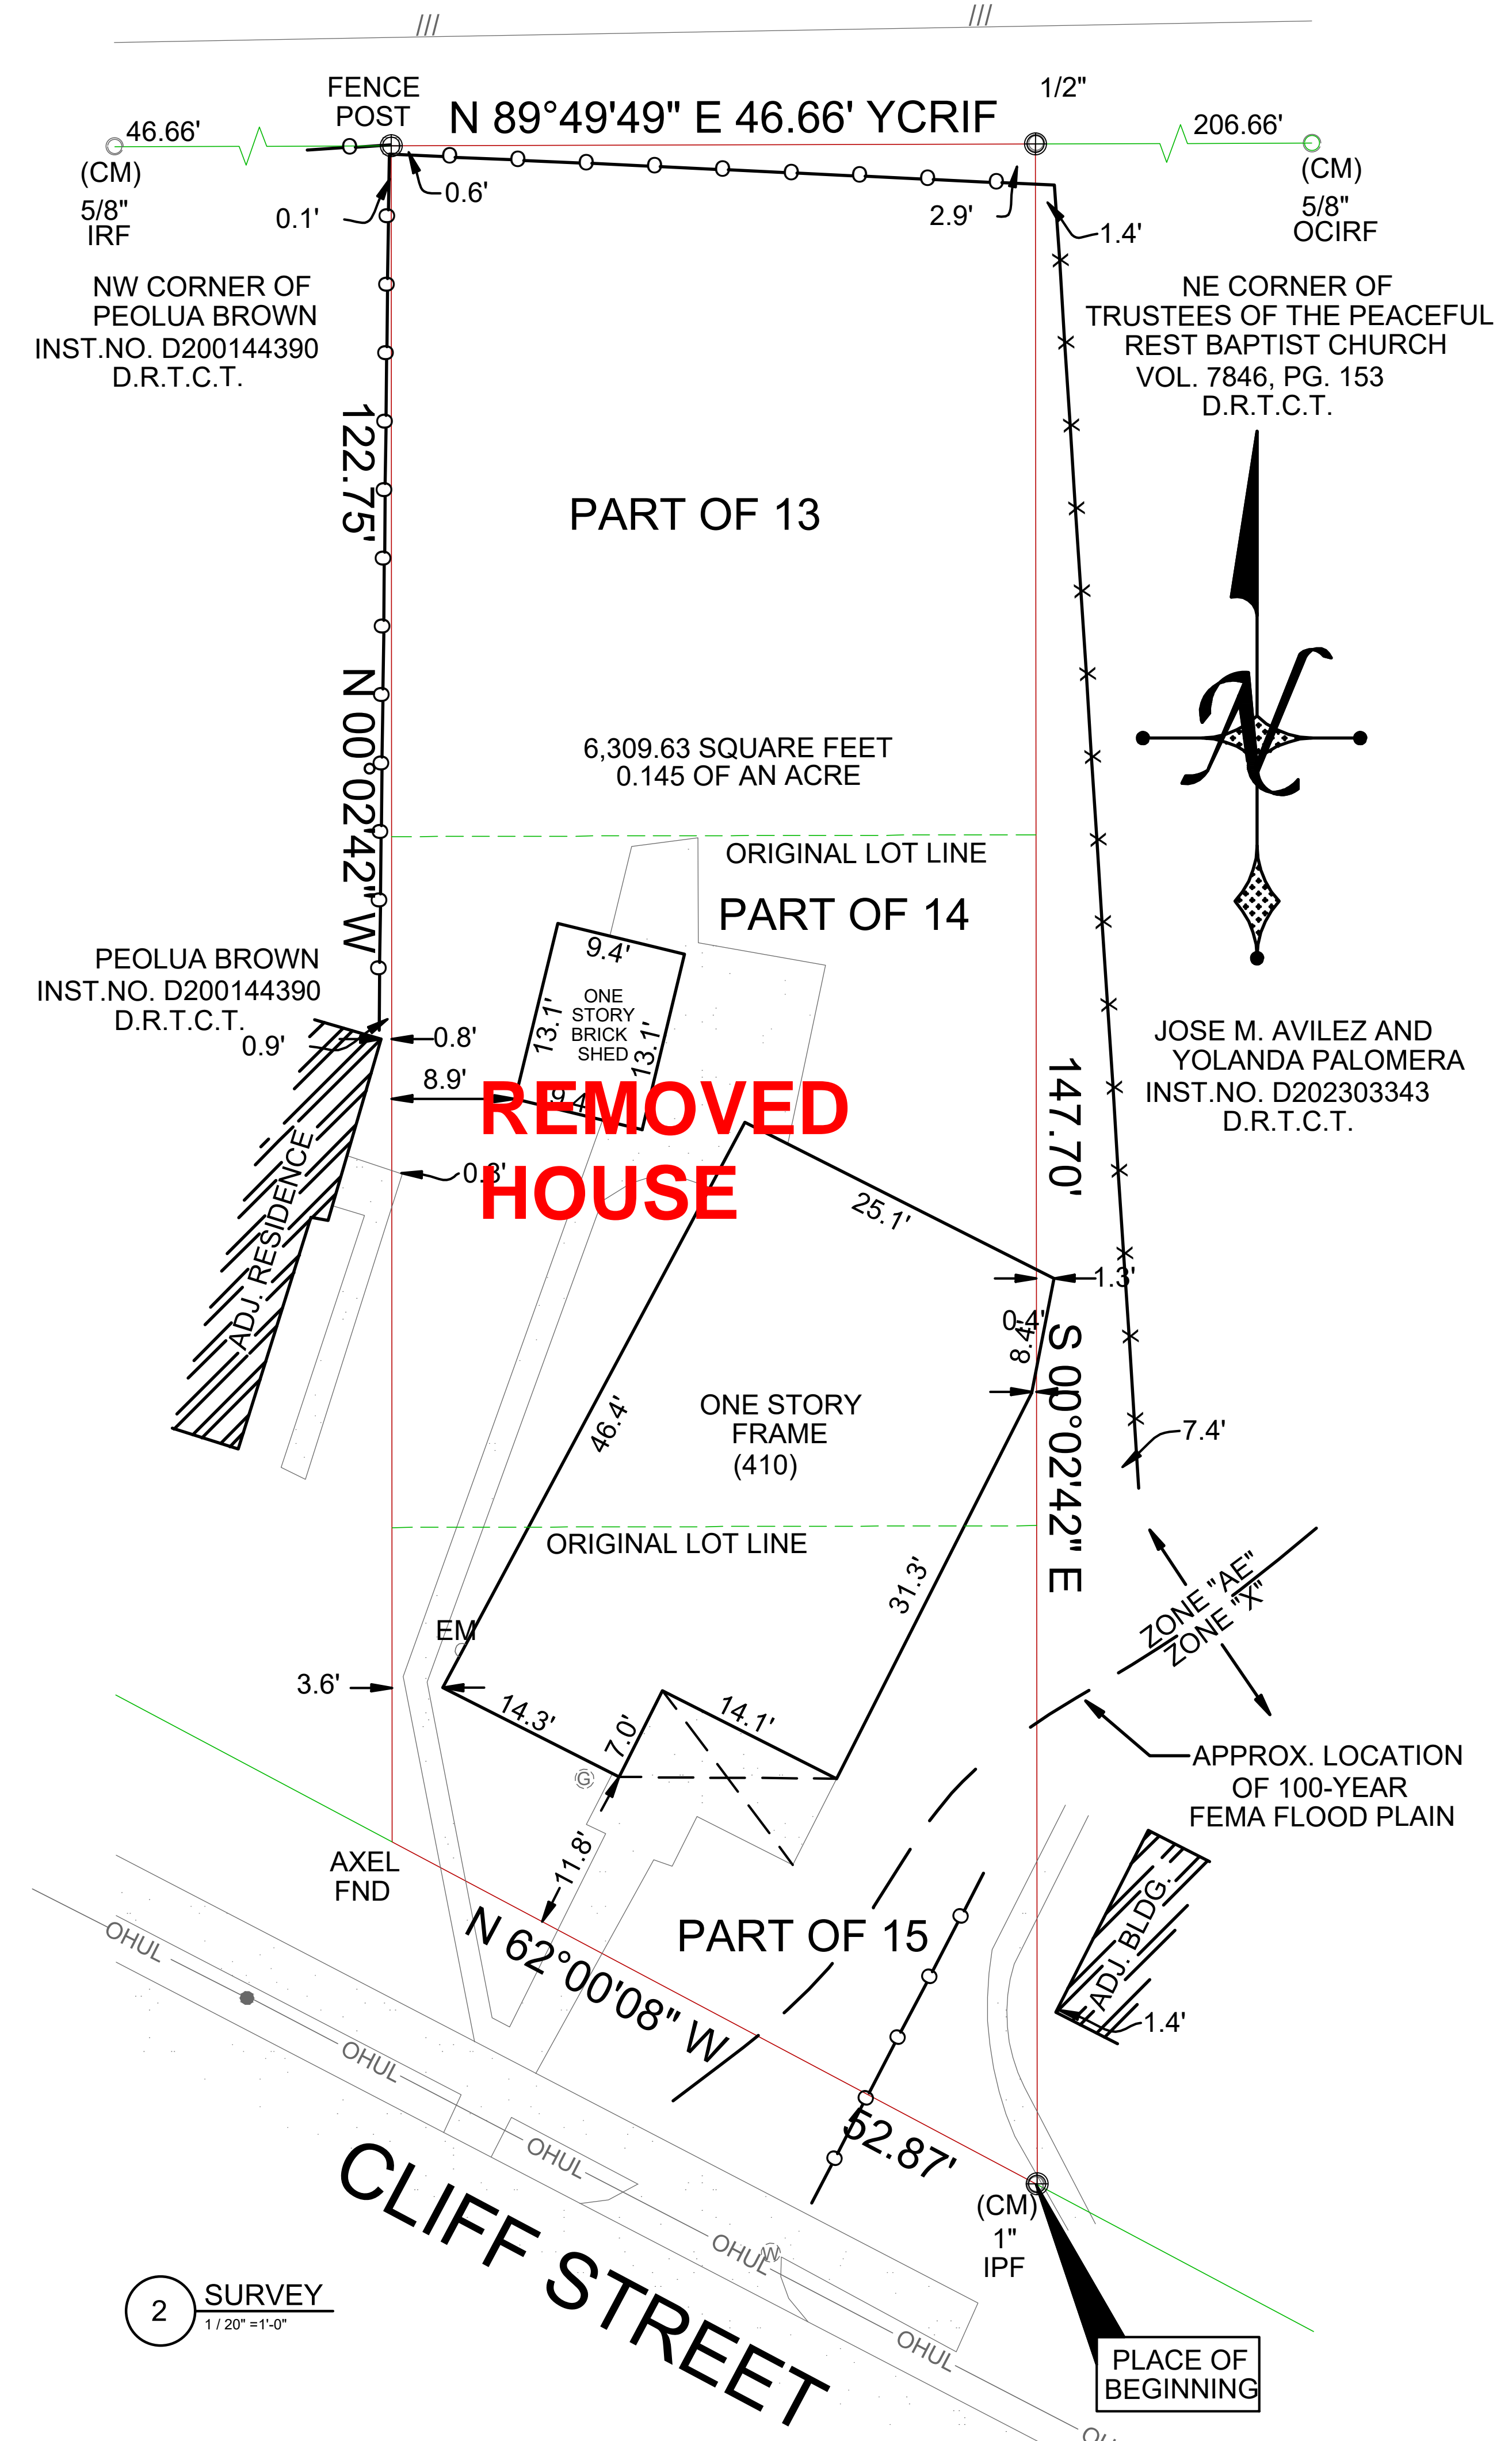 ///
///
FENCE
POST
N 89°49'49" E 46.66' YCRIF
1/2"
46.66'
206.66'
(CM)
5/8"
IRF
(CM)
5/8"
OCIRF
0.1'
0.6'
2.9'
1.4'
NW CORNER OF
PEOLUA BROWN
INST.NO. D200144390
D.R.T.C.T.
NE CORNER OF
TRUSTEES OF THE PEACEFUL
REST BAPTIST CHURCH
VOL. 7846, PG. 153
D.R.T.C.T.
122.75'
N 00°02'42" W
PART OF 13
N
6,309.63 SQUARE FEET
0.145 OF AN ACRE
ORIGINAL LOT LINE
PART OF 14
PEOLUA BROWN
INST.NO. D200144390
D.R.T.C.T.
0.9'
0.8'
8.9'
9.4'
13.1'
ONE
STORY
BRICK
SHED
13.1'
9.4'
REMOVED
HOUSE
0.3'
JOSE M. AVILEZ AND
YOLANDA PALOMERA
INST.NO. D202303343
D.R.T.C.T.
147.70'
S 00°02'42" E
ADJ. RESIDENCE
25.1'
1.3'
0.4'
8.4'
46.4'
ONE STORY
FRAME
(410)
7.4'
ORIGINAL LOT LINE
31.3'
ZONE "AE"
ZONE "X"
EM
3.6'
14.3'
7.0'
14.1'
G
11.8'
APPROX. LOCATION
OF 100-YEAR
FEMA FLOOD PLAIN
AXEL
FND
PART OF 15
ADJ. BLDG.
1.4'
N 62°00'08" W
52.87'
OHUL
OHUL
OHUL
OHUL
W
OHUL
OHUL
CLIFF STREET
(CM)
1"
IPF
PLACE OF
BEGINNING
2
SURVEY
1 / 20" =1'-0"